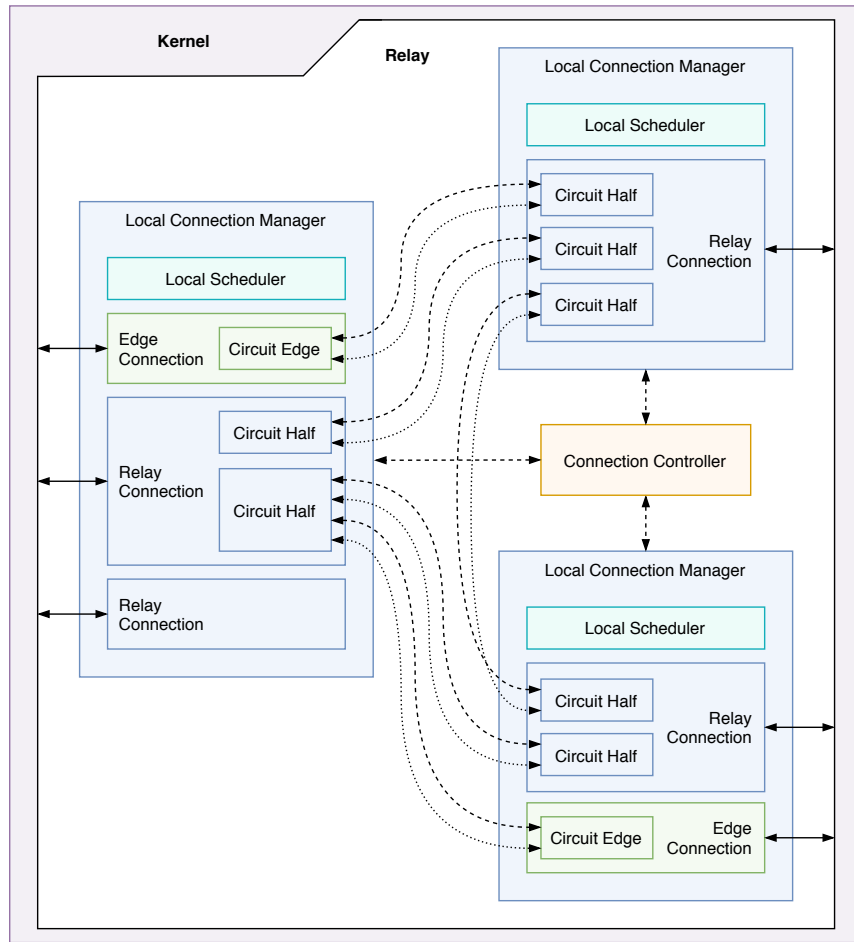 Kernel
Relay
Local Connection Manager
Local Scheduler
Edge
Connection
Circuit Edge
Circuit Half
Relay
Connection
Circuit Half
Relay
Connection
Local Connection Manager
Local Scheduler
Circuit Half
Circuit Half
Circuit Half
Relay
Connection
Connection Controller
Local Connection Manager
Local Scheduler
Circuit Half
Circuit Half
Relay
Connection
Circuit Edge
Edge
Connection